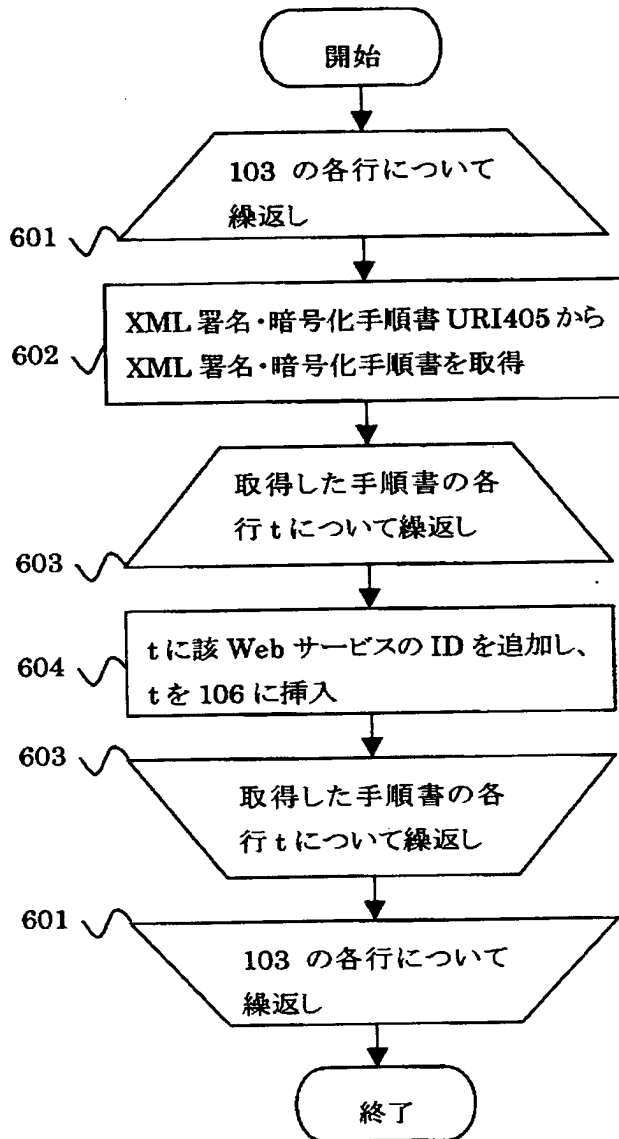 開始
103 の各行について
繰返し
601
XML 署名・暗号化手順書 URI405 から
XML 署名・暗号化手順書を取得
602
取得した手順書の各
行 t について繰返し
603
t に該 Web サービスの ID を追加し、
t を 106 に挿入
604
603
取得した手順書の各
行 t について繰返し
601
103 の各行について
繰返し
終了